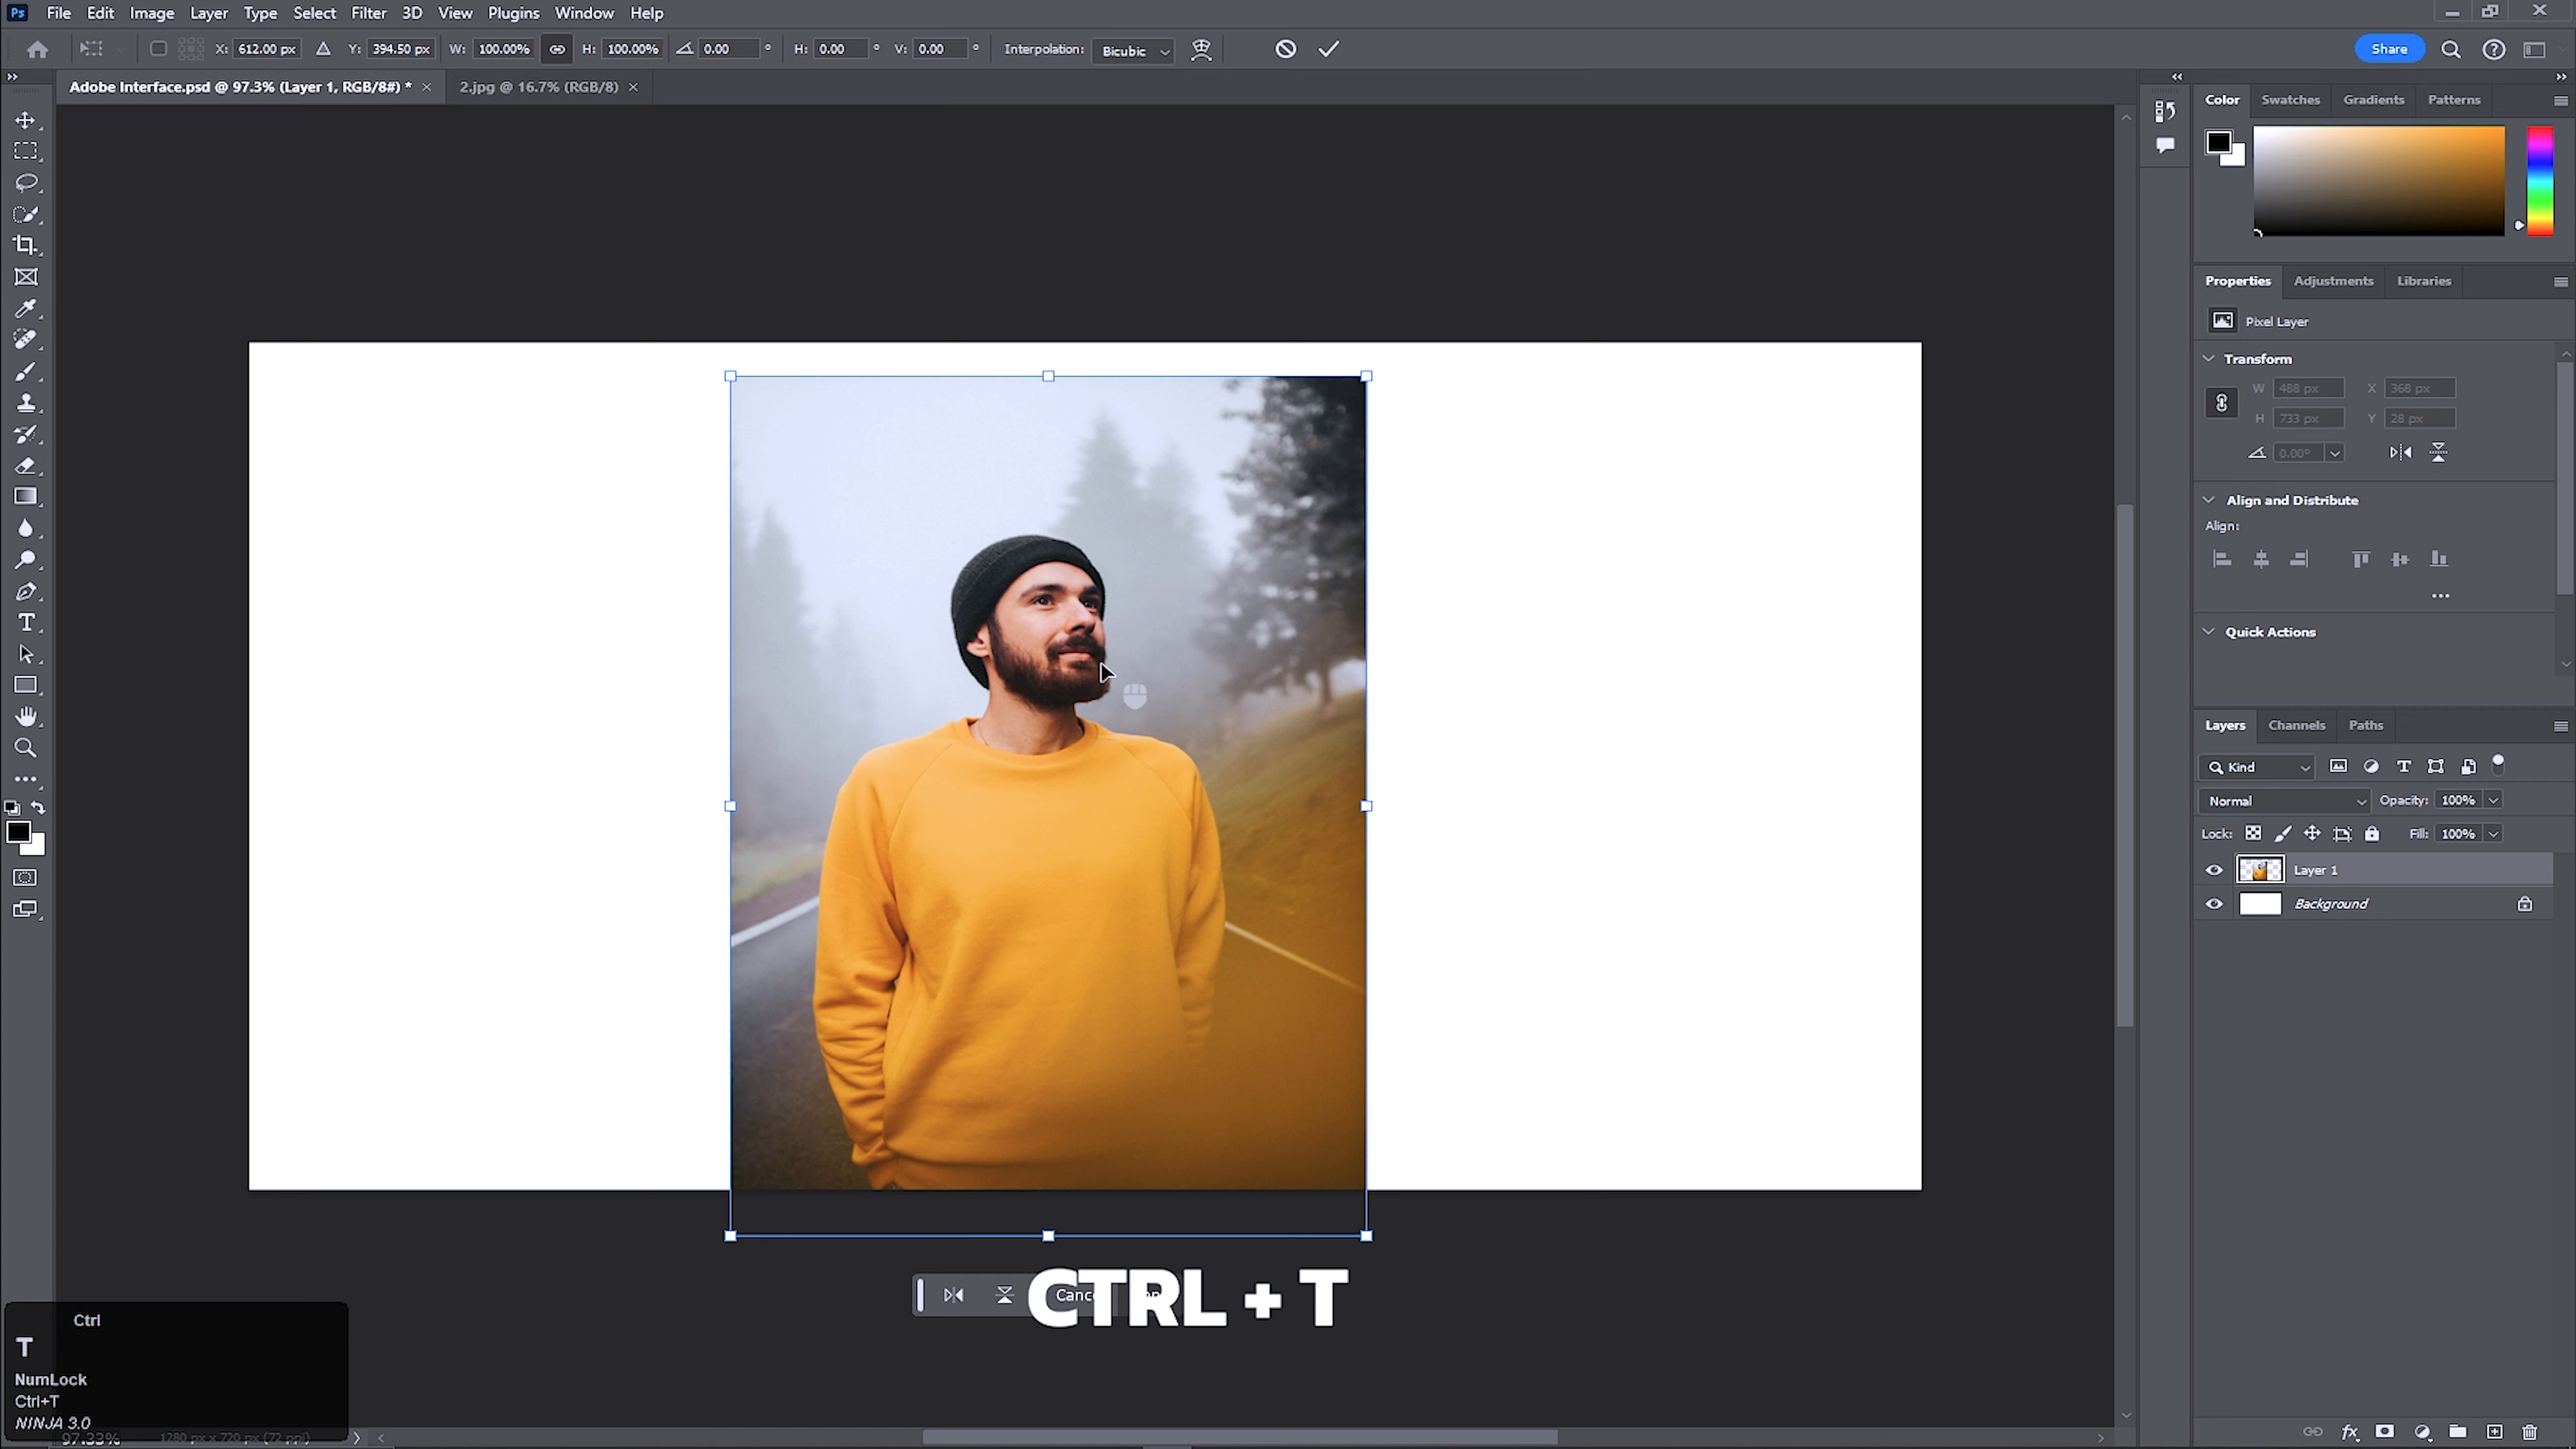 Ps File Edit Image Layer Type Select Filter 3D View Plugins Window Help
X: 612.00 px Y: 394.50 px W: 100.00% H: 100.00% 0.00 ° H: 0.00 ° V: 0.00 ° Interpolation: Bicubic Share
Adobe Interface.psd @ 97.3% (Layer 1, RGB/8#) * × 2.jpg @ 16.7% (RGB/8) ×
Color Swatches Gradients Patterns
Properties Adjustments Libraries
Pixel Layer
Transform
W 488 px X 368 px
H 733 px Y 28 px
0.00°
Align and Distribute
Align:
Quick Actions
Layers Channels Paths
Kind
Normal Opacity: 100%
Lock: Fill: 100%
Layer 1
Background
CTRL + T
Ctrl
T
NumLock
Ctrl+T
NINJA 3.0
97.33% 1280 px x 720 px (72 ppi)